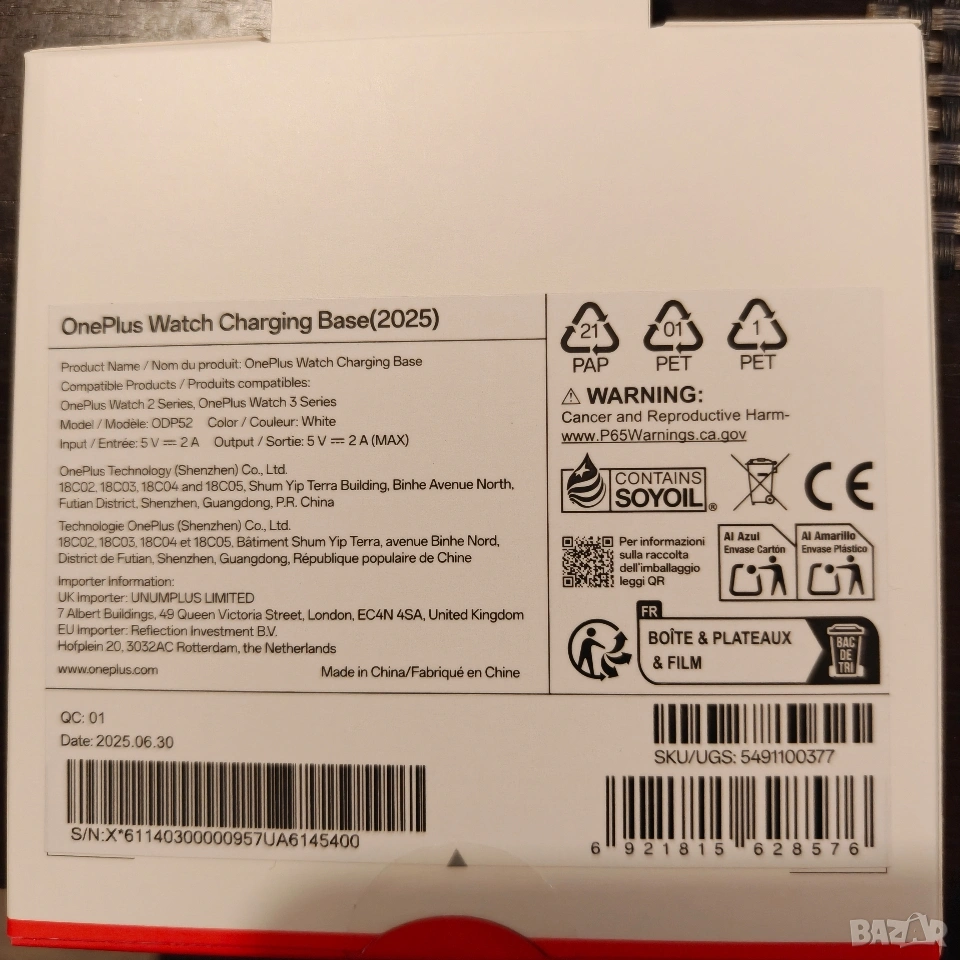 OnePlus Watch Charging Base(2025)
Product Name / Nom du produit: OnePlus Watch Charging Base
Compatible Products / Produits compatibles:
OnePlus Watch 2 Series, OnePlus Watch 3 Series
Model / Modèle: ODP52 Color / Couleur: White
Input / Entrée: 5 V ⎓ 2 A Output / Sortie: 5 V ⎓ 2 A (MAX)
OnePlus Technology (Shenzhen) Co., Ltd.
18C02, 18C03, 18C04 and 18C05, Shum Yip Terra Building, Binhe Avenue North,
Futian District, Shenzhen, Guangdong, P.R. China
Technologie OnePlus (Shenzhen) Co., Ltd.
18C02, 18C03, 18C04 et 18C05, Bâtiment Shum Yip Terra, avenue Binhe Nord,
District de Futian, Shenzhen, Guangdong, République populaire de Chine
Importer Information:
UK Importer: UNUMPLUS LIMITED
7 Albert Buildings, 49 Queen Victoria Street, London, EC4N 4SA, United Kingdom
EU Importer: Reflection Investment B.V.
Hofplein 20, 3032AC Rotterdam, the Netherlands
www.oneplus.com Made in China/Fabriqué en Chine
21 01 1
PAP PET PET
⚠ WARNING:
Cancer and Reproductive Harm-
www.P65Warnings.ca.gov
CONTAINS
SOYOIL®
CE
Per informazioni
sulla raccolta
dell'imballaggio
leggi QR
Al Azul
Envase Cartón
Al Amarillo
Envase Plástico
FR
BOÎTE & PLATEAUX
& FILM
BAC
DE
TRI
QC: 01
Date: 2025.06.30
S/N:X*61140300000957UA6145400
SKU/UGS: 5491100377
6 921815 628576
BAZAR